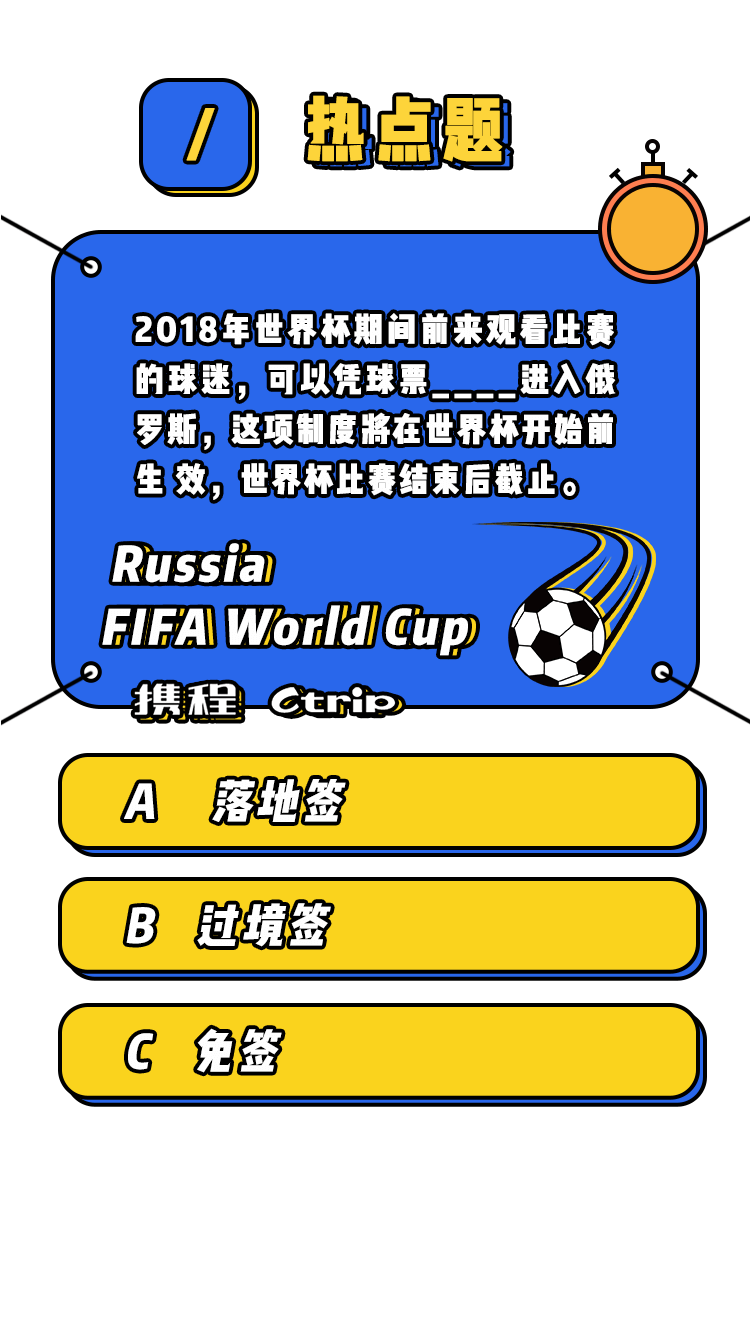 / 热点题
2018年世界杯期间前来观看比赛
的球迷，可以凭球票____进入俄
罗斯，这项制度将在世界杯开始前
生 效，世界杯比赛结束后截止。
Russia
FIFA World Cup
携程 Ctrip
A 落地签
B 过境签
C 免签